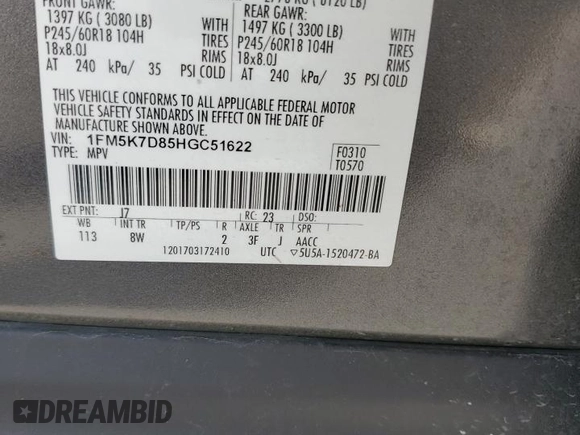 FRONT GAWR:
1397 KG ( 3080 LB)
P245/60R18 104H
18x8.0J
AT 240 kPa/ 35
WITH
TIRES
RIMS
PSI COLD
REAR GAWR:
1497 KG ( 3300 LB)
P245/60R18 104H
18x8.0J
AT 240 kPa/ 35
WITH
TIRES
RIMS
PSI COLD
THIS VEHICLE CONFORMS TO ALL APPLICABLE FEDERAL MOTOR
VEHICLE SAFETY STANDARDS IN EFFECT ON THE DATE OF
MANUFACTURE SHOWN ABOVE.
VIN: 1FM5K7D85HGC51622
TYPE: MPV
F0310
T0570
EXT PNT: J7 RC: 23 DSO:
WB INT TR TP/PS R AXLE TR SPR
113 8W 2 3F J AACC
1201703172410 UTC ▽5U5A-1520472-BA
DREAMBID